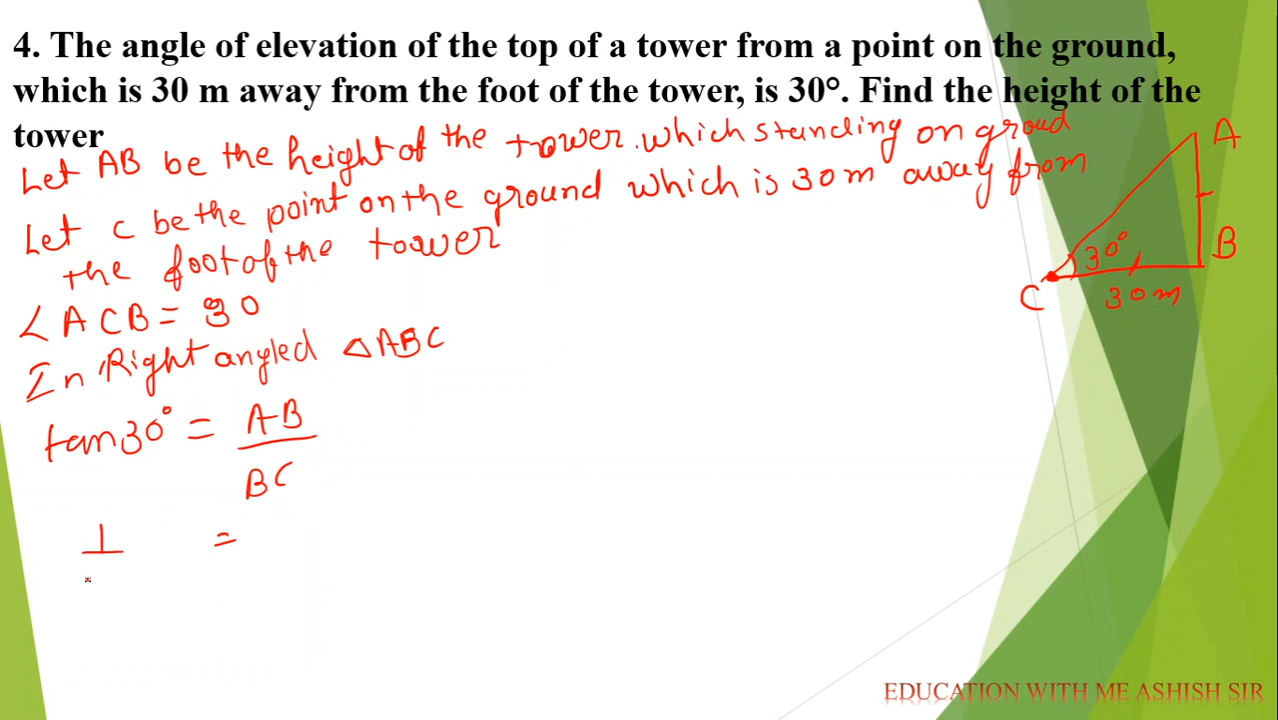 4. The angle of elevation of the top of a tower from a point on the ground,
which is 30 m away from the foot of the tower, is 30°. Find the height of the
tower
Let AB be the height of the tower. which standing on groud
Let C be the point on the ground which is 30m away from
the foot of the tower
∠ACB = 30
In Right angled △ABC
tan30° = AB
BC
1 =
A
B
C
30°
30m
EDUCATION WITH ME ASHISH SIR